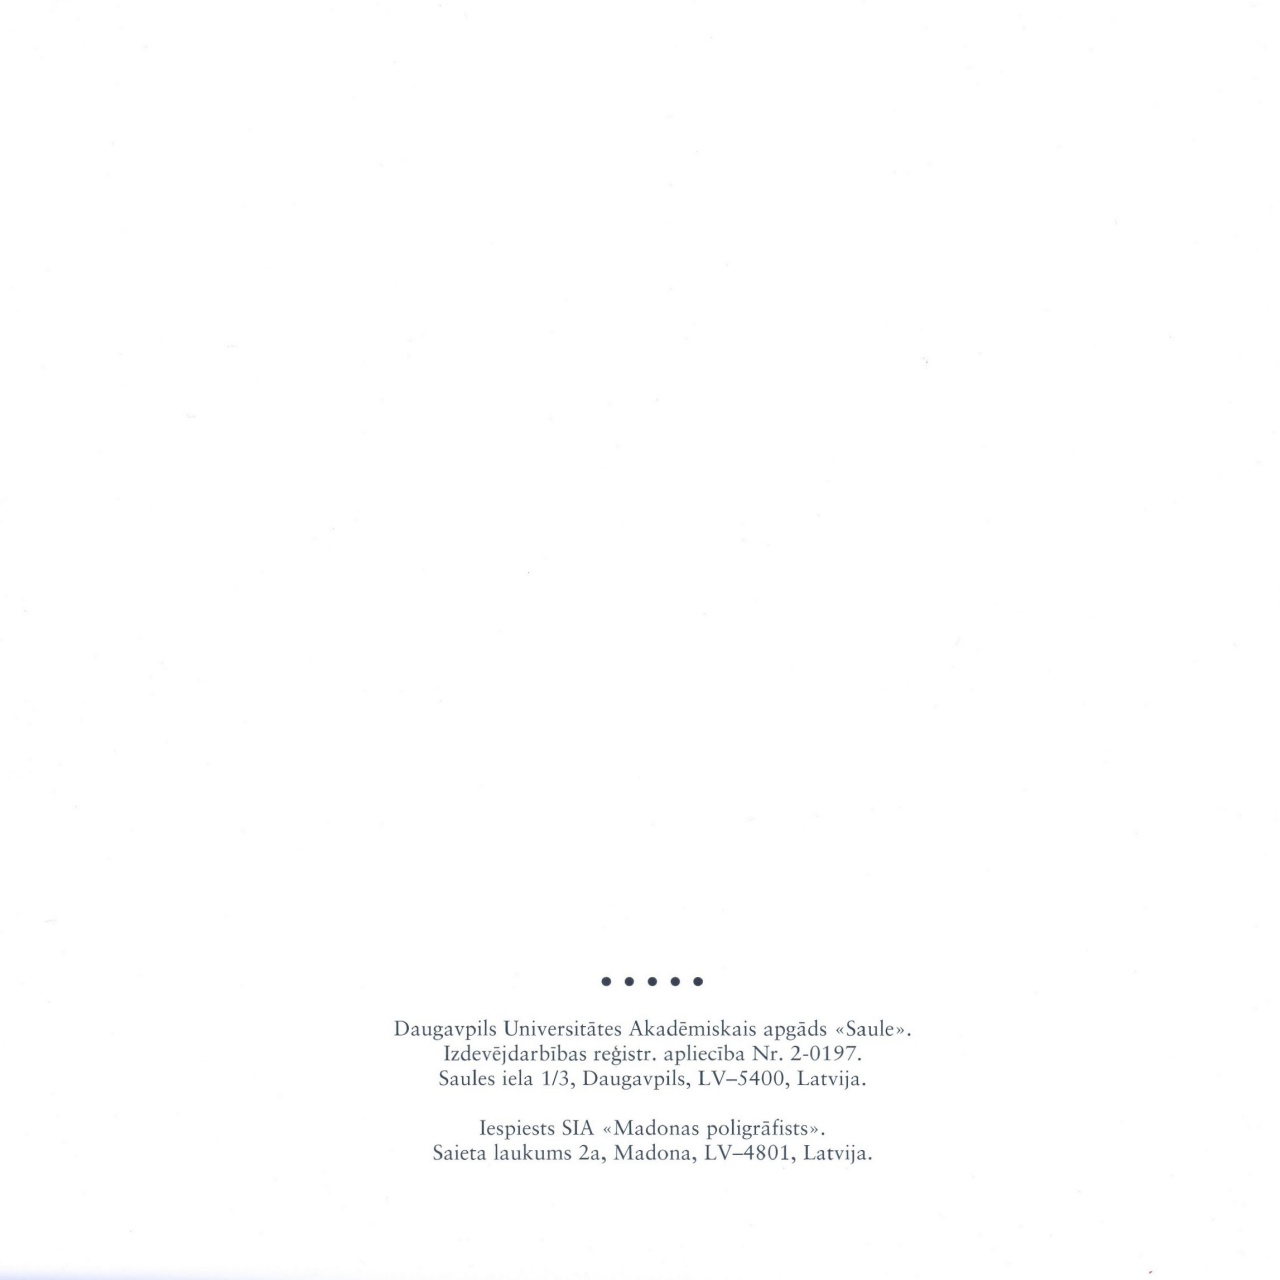 • • • • •
Daugavpils Universitātes Akadēmiskais apgāds «Saule».
Izdevējdarbības reģistr. apliecība Nr. 2-0197.
Saules iela 1/3, Daugavpils, LV–5400, Latvija.
Iespiests SIA «Madonas poligrāfists».
Saieta laukums 2a, Madona, LV–4801, Latvija.